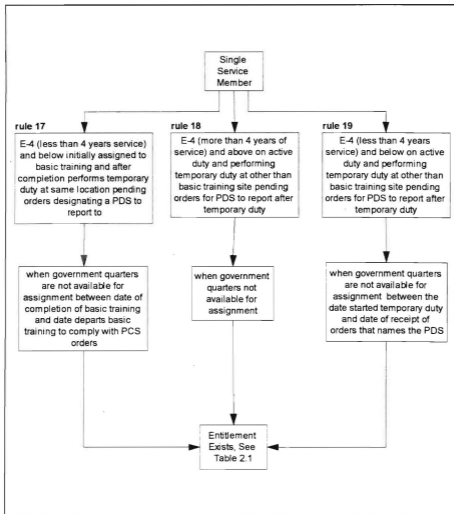 Single
Service
Member
rule 17
E-4 (less than 4 years service)
and below initially assigned to
basic training and after
completion performs temporary
duty at same location pending
orders designating a PDS to
report to
rule 18
E-4 (more than 4 years of
service) and above on active
duty and performing
temporary duty at other than
basic training site pending
orders for PDS to report after
temporary duty
rule 19
E-4 (less than 4 years
service) and below on active
duty and performing
temporary duty at other than
basic training site pending
orders for PDS to report after
temporary duty
when government quarters
are not available for
assignment between date of
completion of basic training
and date departs basic
training to comply with PCS
orders
when government
quarters not
available for
assignment
when government quarters
are not available for
assignment between the
date started temporary duty
and date of receipt of
orders that names the PDS
Entitlement
Exists, See
Table 2.1